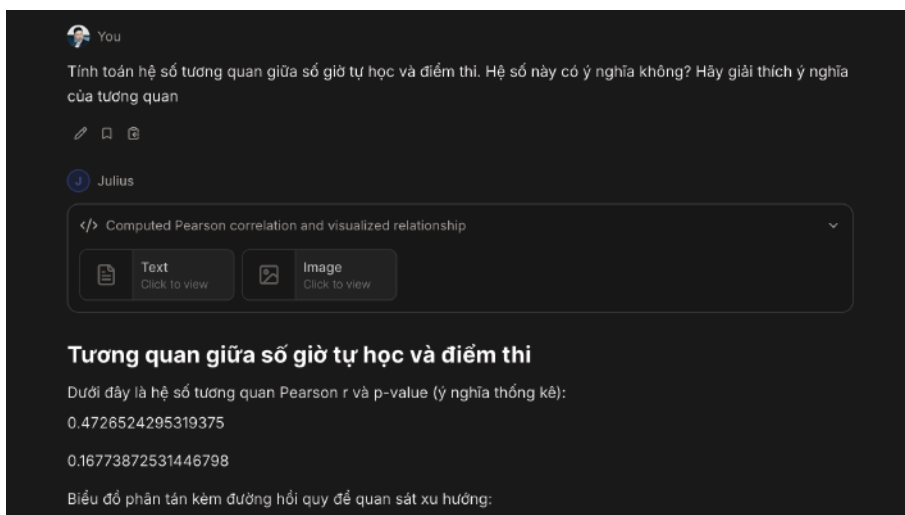 You
Tính toán hệ số tương quan giữa số giờ tự học và điểm thi. Hệ số này có ý nghĩa không? Hãy giải thích ý nghĩa
của tương quan
J Julius
</> Computed Pearson correlation and visualized relationship
Text
Click to view
Image
Click to view
Tương quan giữa số giờ tự học và điểm thi
Dưới đây là hệ số tương quan Pearson r và p-value (ý nghĩa thống kê):
0.4726524295319375
0.16773872531446798
Biểu đồ phân tán kèm đường hồi quy để quan sát xu hướng: